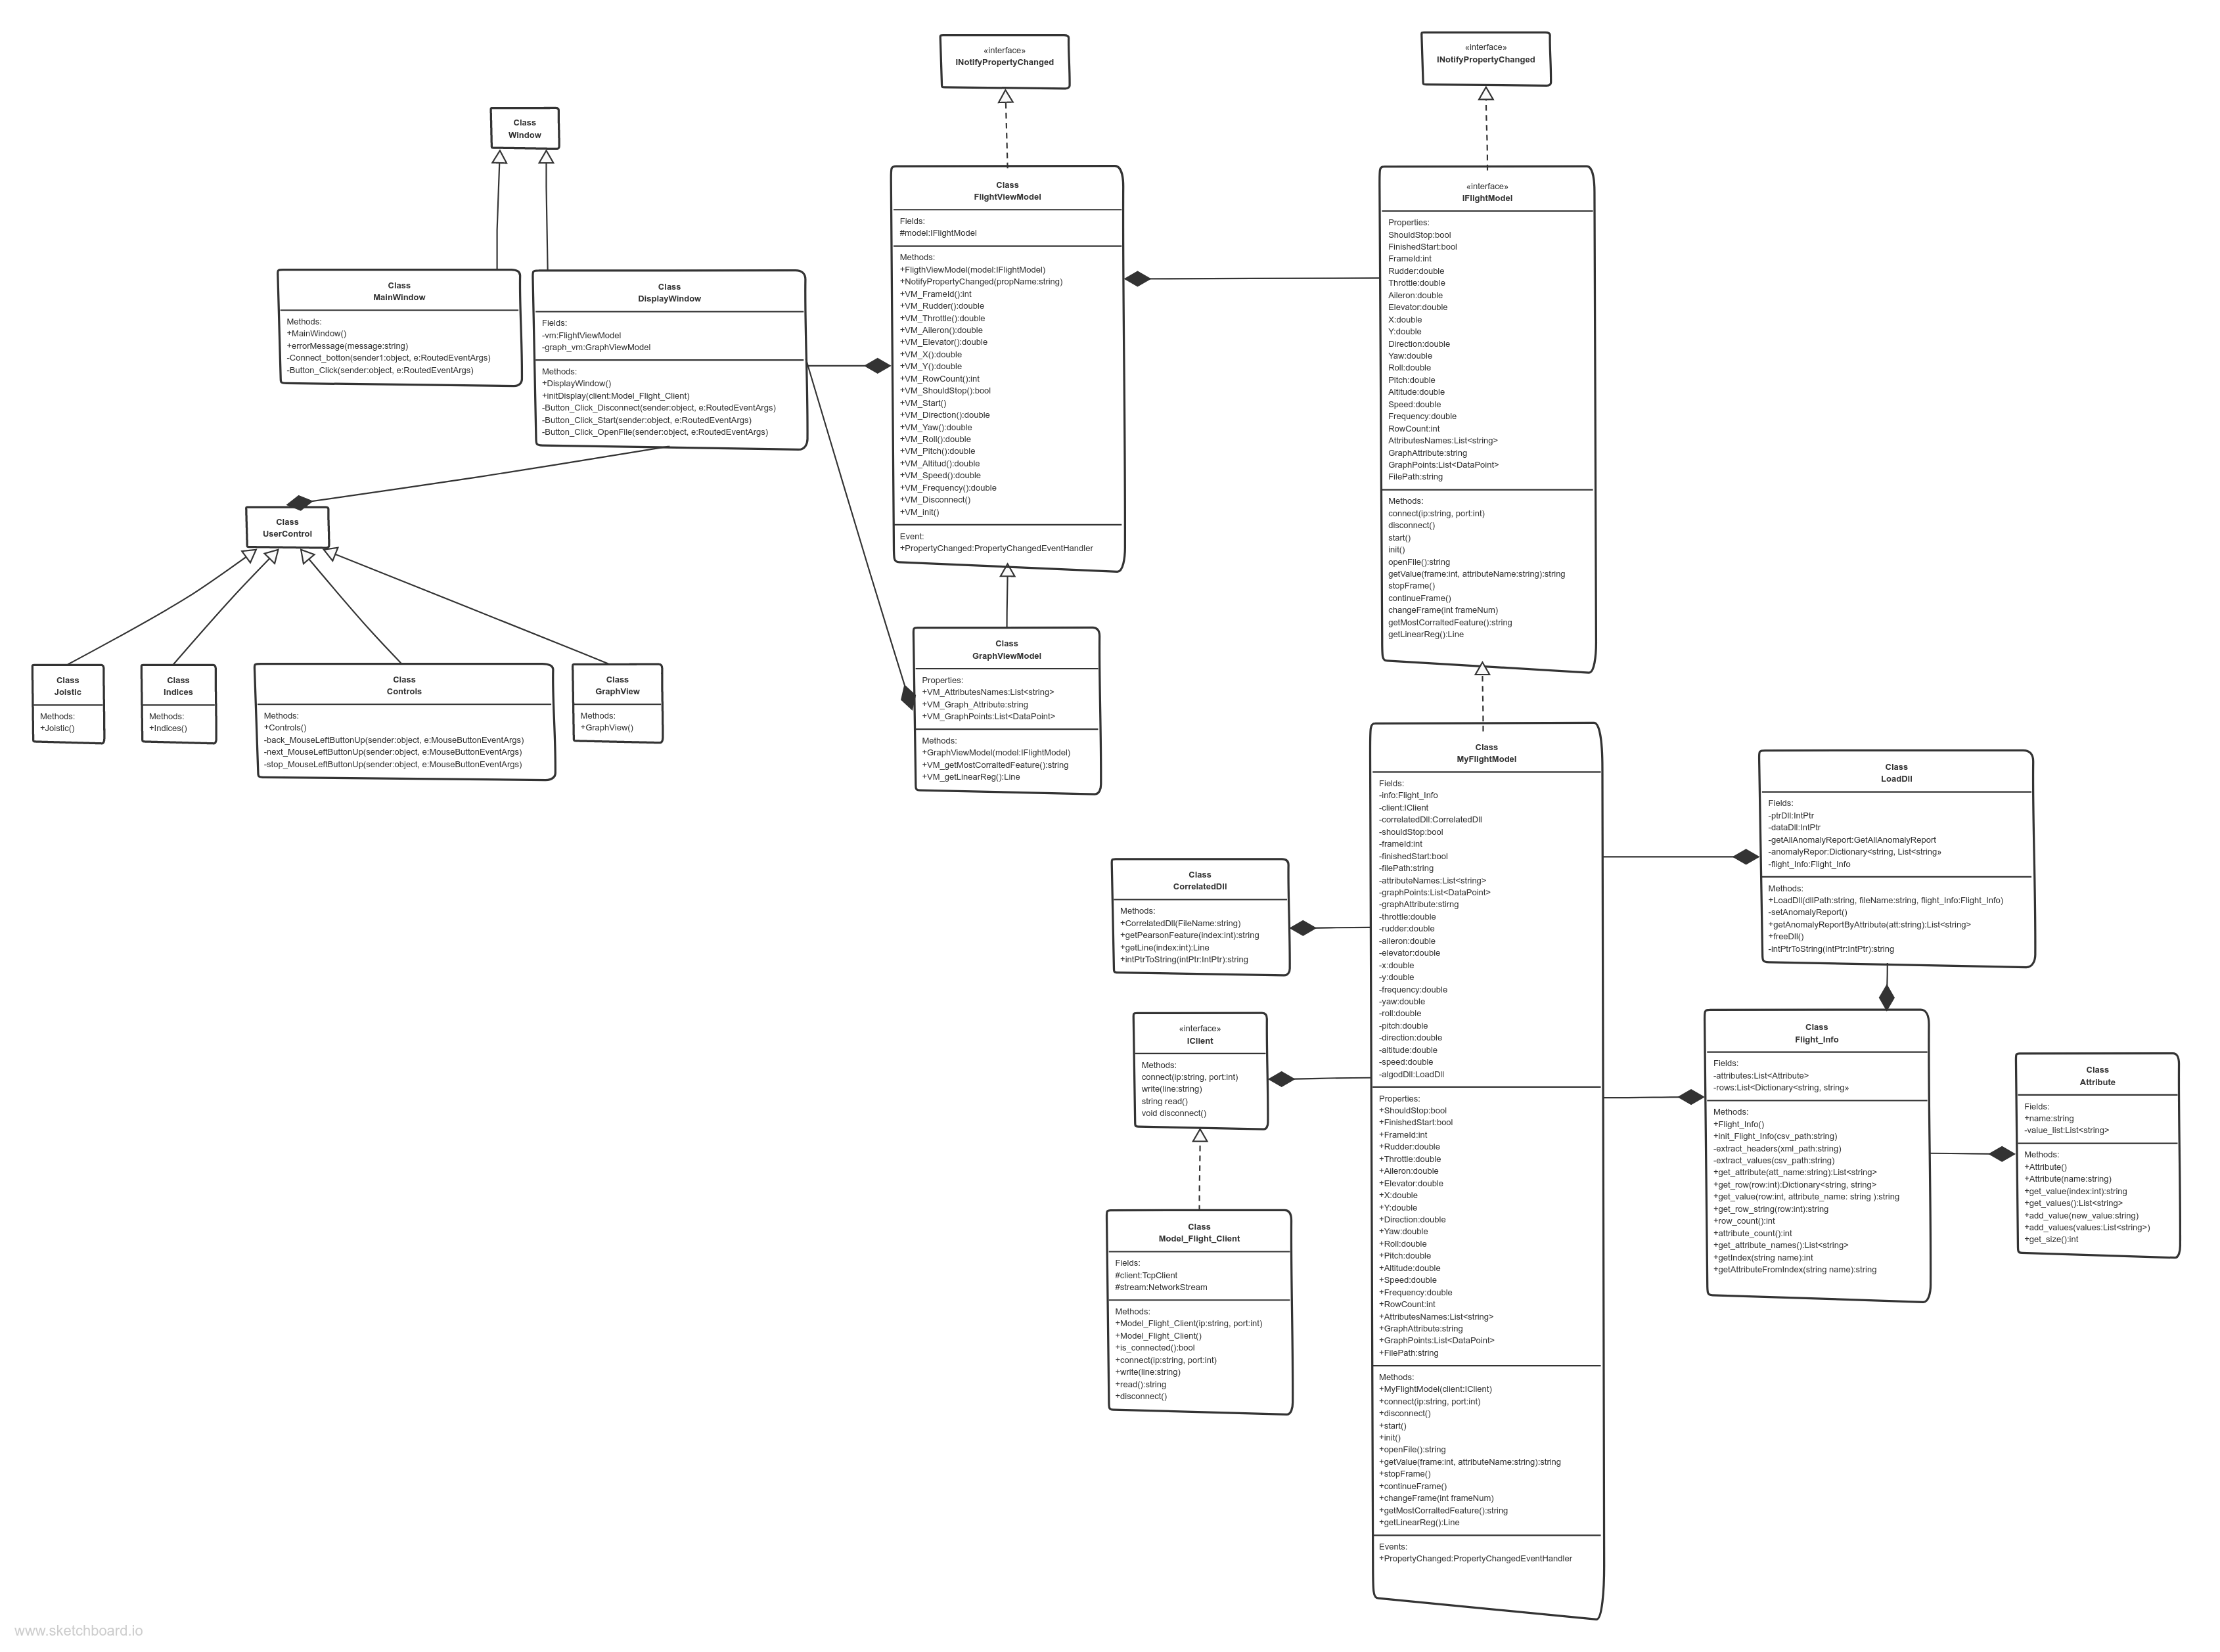 «interface»
INotifyPropertyChanged
«interface»
INotifyPropertyChanged
Class
Window
Class
MainWindow
Methods:
+MainWindow()
+errorMessage(message:string)
-Connect_botton(sender1:object, e:RoutedEventArgs)
-Button_Click(sender:object, e:RoutedEventArgs)
Class
DisplayWindow
Fields:
-vm:FlightViewModel
-graph_vm:GraphViewModel
Methods:
+DisplayWindow()
+initDisplay(client:Model_Flight_Client)
-Button_Click_Disconnect(sender:object, e:RoutedEventArgs)
-Button_Click_Start(sender:object, e:RoutedEventArgs)
-Button_Click_OpenFile(sender:object, e:RoutedEventArgs)
Class
FlightViewModel
Fields:
#model:IFlightModel
Methods:
+FligthViewModel(model:IFlightModel)
+NotifyPropertyChanged(propName:string)
+VM_FrameId():int
+VM_Rudder():double
+VM_Throttle():double
+VM_Aileron():double
+VM_Elevator():double
+VM_X():double
+VM_Y():double
+VM_RowCount():int
+VM_ShouldStop():bool
+VM_Start()
+VM_Direction():double
+VM_Yaw():double
+VM_Roll():double
+VM_Pitch():double
+VM_Altitud():double
+VM_Speed():double
+VM_Frequency():double
+VM_Disconnect()
+VM_init()
Event:
+PropertyChanged:PropertyChangedEventHandler
«interface»
IFlightModel
Properties:
ShouldStop:bool
FinishedStart:bool
FrameId:int
Rudder:double
Throttle:double
Aileron:double
Elevator:double
X:double
Y:double
Direction:double
Yaw:double
Roll:double
Pitch:double
Altitude:double
Speed:double
Frequency:double
RowCount:int
AttributesNames:List<string>
GraphAttribute:string
GraphPoints:List<DataPoint>
FilePath:string
Methods:
connect(ip:string, port:int)
disconnect()
start()
init()
openFile():string
getValue(frame:int, attributeName:string):string
stopFrame()
continueFrame()
changeFrame(int frameNum)
getMostCorraltedFeature():string
getLinearReg():Line
Class
UserControl
Class
Joistic
Methods:
+Joistic()
Class
Indices
Methods:
+Indices()
Class
Controls
Methods:
+Controls()
-back_MouseLeftButtonUp(sender:object, e:MouseButtonEventArgs)
-next_MouseLeftButtonUp(sender:object, e:MouseButtonEventArgs)
-stop_MouseLeftButtonUp(sender:object, e:MouseButtonEventArgs)
Class
GraphView
Methods:
+GraphView()
Class
GraphViewModel
Properties:
+VM_AttributesNames:List<string>
+VM_Graph_Attribute:string
+VM_GraphPoints:List<DataPoint>
Methods:
+GraphViewModel(model:IFlightModel)
+VM_getMostCorraltedFeature():string
+VM_getLinearReg():Line
Class
MyFlightModel
Fields:
-info:Flight_Info
-client:IClient
-correlatedDll:CorrelatedDll
-shouldStop:bool
-frameId:int
-finishedStart:bool
-filePath:string
-attributeNames:List<string>
-graphPoints:List<DataPoint>
-graphAttribute:stirng
-throttle:double
-rudder:double
-aileron:double
-elevator:double
-x:double
-y:double
-frequency:double
-yaw:double
-roll:double
-pitch:double
-direction:double
-altitude:double
-speed:double
-algodDll:LoadDll
Properties:
+ShouldStop:bool
+FinishedStart:bool
+FrameId:int
+Rudder:double
+Throttle:double
+Aileron:double
+Elevator:double
+X:double
+Y:double
+Direction:double
+Yaw:double
+Roll:double
+Pitch:double
+Altitude:double
+Speed:double
+Frequency:double
+RowCount:int
+AttributesNames:List<string>
+GraphAttribute:string
+GraphPoints:List<DataPoint>
+FilePath:string
Methods:
+MyFlightModel(client:IClient)
+connect(ip:string, port:int)
+disconnect()
+start()
+init()
+openFile():string
+getValue(frame:int, attributeName:string):string
+stopFrame()
+continueFrame()
+changeFrame(int frameNum)
+getMostCorraltedFeature():string
+getLinearReg():Line
Events:
+PropertyChanged:PropertyChangedEventHandler
Class
CorrelatedDll
Methods:
+CorrelatedDll(FileName:string)
+getPearsonFeature(index:int):string
+getLine(index:int):Line
+intPtrToString(intPtr:IntPtr):string
«interface»
IClient
Methods:
connect(ip:string, port:int)
write(line:string)
string read()
void disconnect()
Class
Model_Flight_Client
Fields:
#client:TcpClient
#stream:NetworkStream
Methods:
+Model_Flight_Client(ip:string, port:int)
+Model_Flight_Client()
+is_connected():bool
+connect(ip:string, port:int)
+write(line:string)
+read():string
+disconnect()
Class
LoadDll
Fields:
-ptrDll:IntPtr
-dataDll:IntPtr
-getAllAnomalyReport:GetAllAnomalyReport
-anomalyRepor:Dictionary<string, List<string»
-flight_Info:Flight_Info
Methods:
+LoadDll(dllPath:string, fileName:string, flight_Info:Flight_Info)
-setAnomalyReport()
+getAnomalyReportByAttribute(att:string):List<string>
+freeDll()
-intPtrToString(intPtr:IntPtr):string
Class
Flight_Info
Fields:
-attributes:List<Attribute>
-rows:List<Dictionary<string, string»
Methods:
+Flight_Info()
+init_Flight_Info(csv_path:string)
-extract_headers(xml_path:string)
-extract_values(csv_path:string)
+get_attribute(att_name:string):List<string>
+get_row(row:int):Dictionary<string, string>
+get_value(row:int, attribute_name: string ):string
+get_row_string(row:int):string
+row_count():int
+attribute_count():int
+get_attribute_names():List<string>
+getIndex(string name):int
+getAttributeFromIndex(string name):string
Class
Attribute
Fields:
+name:string
-value_list:List<string>
Methods:
+Attribute()
+Attribute(name:string)
+get_value(index:int):string
+get_values():List<string>
+add_value(new_value:string)
+add_values(values:List<string>)
+get_size():int
www.sketchboard.io